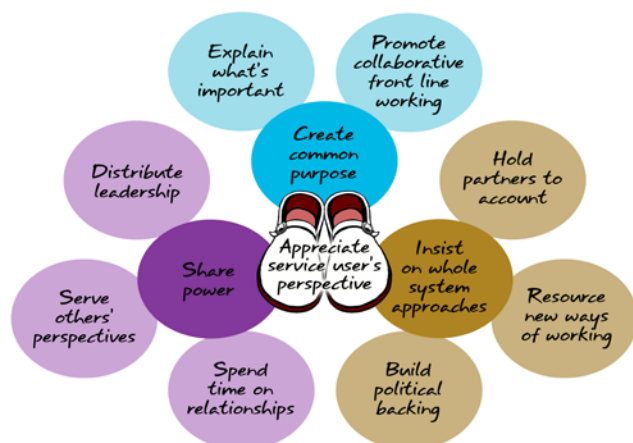 Explain
what's
important
Promote
collaborative
front line
working
Create
common
purpose
Distribute
leadership
Hold
partners to
account
Share
power
Appreciate
service user's
perspective
Insist
on whole
system
approaches
Serve
others'
perspectives
Resource
new ways
of working
Spend
time on
relationships
Build
political
backing